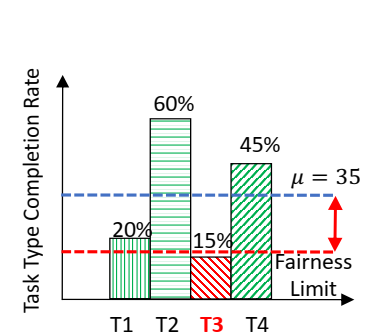 Task Type Completion Rate
60%
45%
μ = 35
20%
15%
Fairness
Limit
T1 T2 T3 T4